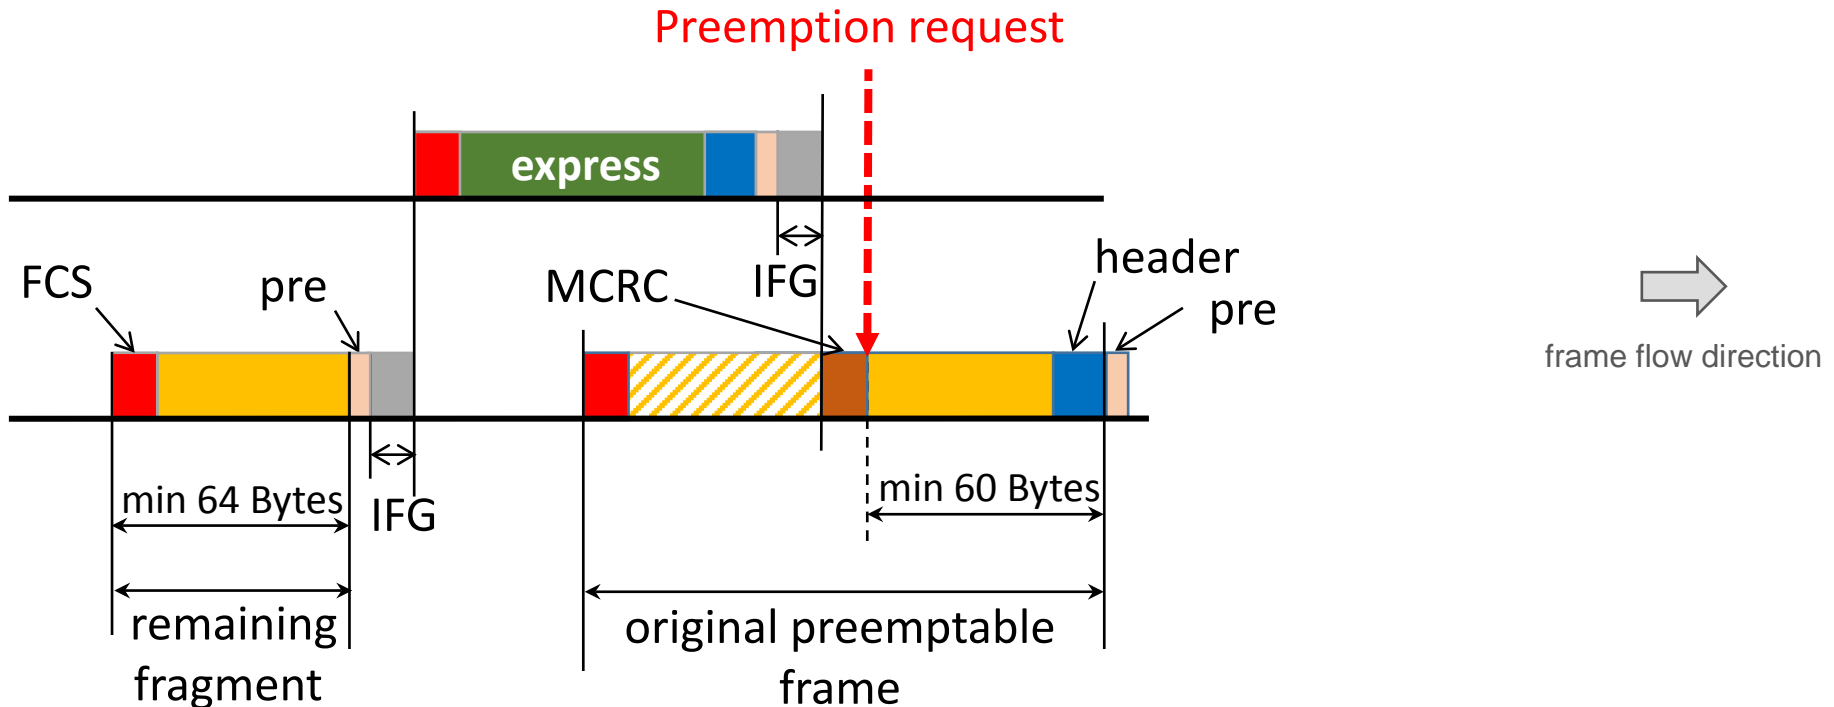 Preemption request
express
FCS
pre
MCRC
IFG
header
pre
frame flow direction
min 64 Bytes
IFG
min 60 Bytes
remaining
fragment
original preemptable
frame